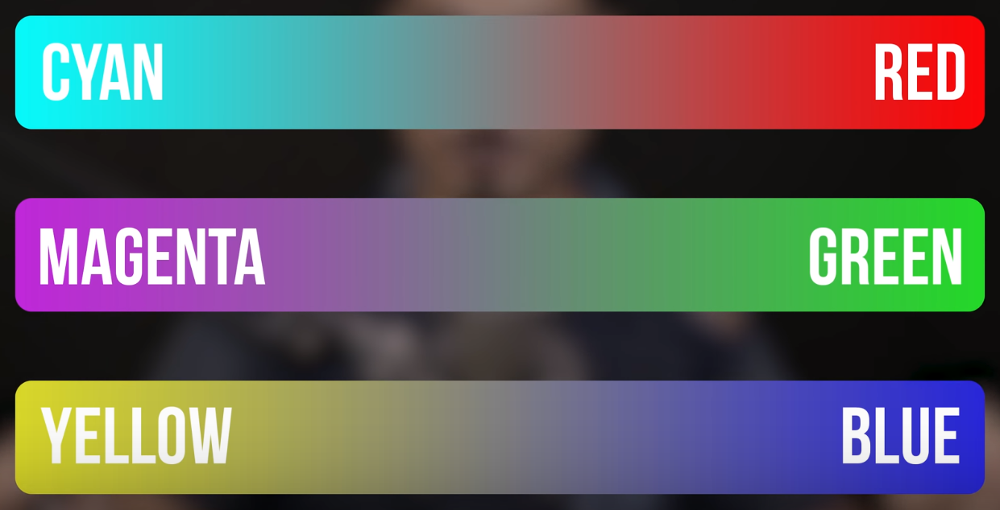 CYAN RED
MAGENTA GREEN
YELLOW BLUE